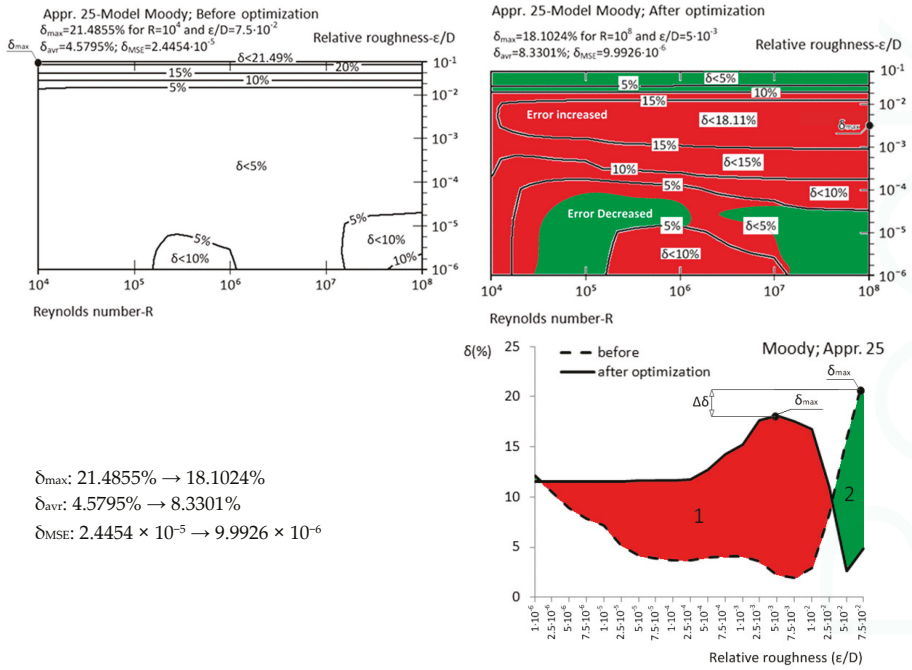 Appr. 25-Model Moody; Before optimization
δmax=21.4855% for R=10⁴ and ε/D=7.5·10⁻²
δavr=4.5795%; δMSE=2.4454·10⁻⁵
Relative roughness-ε/D
δmax
δ<21.49%
20%
15%
10%
5%
δ<5%
5%
δ<10%
5%
δ<10%
10%
10⁻¹
10⁻²
10⁻³
10⁻⁴
10⁻⁵
10⁻⁶
10⁴ 10⁵ 10⁶ 10⁷ 10⁸
Reynolds number-R
Appr. 25-Model Moody; After optimization
δmax=18.1024% for R=10⁸ and ε/D=5·10⁻³
δavr=8.3301%; δMSE=9.9926·10⁻⁶
Relative roughness-ε/D
5%
δ<5%
10%
15%
Error increased
δ<18.11%
δmax
15%
δ<15%
10%
5%
δ<10%
Error Decreased
5%
δ<5%
δ<10%
10⁻¹
10⁻²
10⁻³
10⁻⁴
10⁻⁵
10⁻⁶
10⁴ 10⁵ 10⁶ 10⁷ 10⁸
Reynolds number-R
δmax: 21.4855% → 18.1024%
δavr: 4.5795% → 8.3301%
δMSE: 2.4454 × 10⁻⁵ → 9.9926 × 10⁻⁶
δ(%)
Moody; Appr. 25
before
after optimization
δmax
Δδ
δmax
1
2
25
20
15
10
5
0
1·10⁻⁶
2.5·10⁻⁶
5·10⁻⁶
7.5·10⁻⁶
1·10⁻⁵
2.5·10⁻⁵
5·10⁻⁵
7.5·10⁻⁵
1·10⁻⁴
2.5·10⁻⁴
5·10⁻⁴
7.5·10⁻⁴
1·10⁻³
2.5·10⁻³
5·10⁻³
7.5·10⁻³
1·10⁻²
2.5·10⁻²
5·10⁻²
7.5·10⁻²
Relative roughness (ε/D)